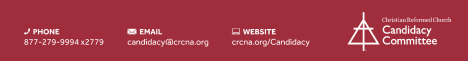 PHONE
877-279-9994 x2779
EMAIL
candidacy@crcna.org
WEBSITE
crcna.org/Candidacy
Christian Reformed Church
Candidacy
Committee